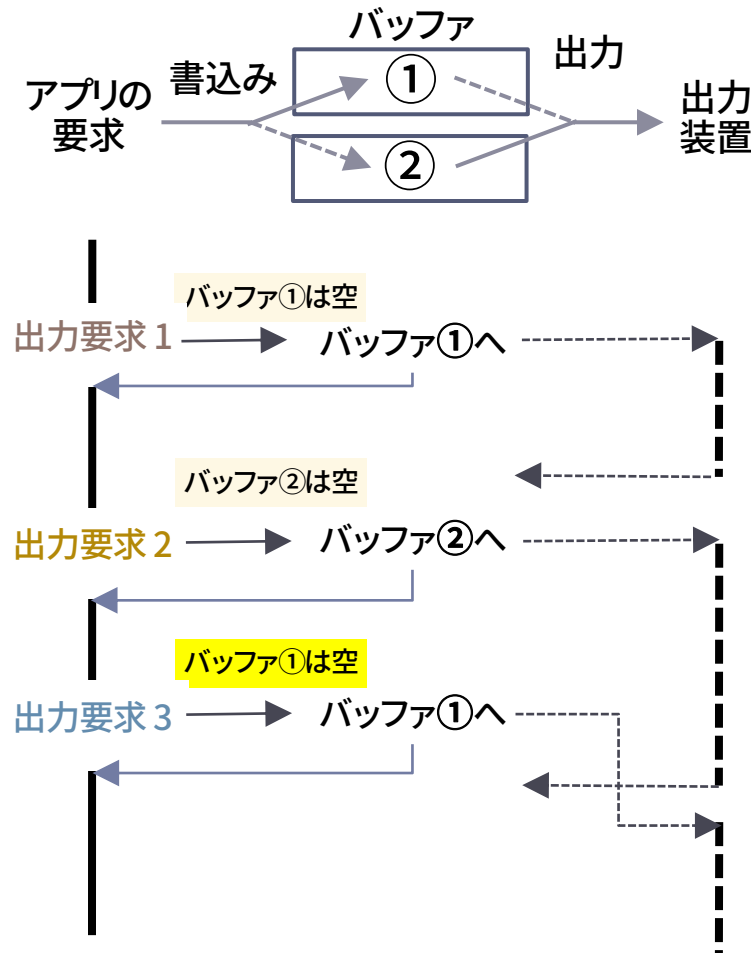 バッファ
書込み
①
出力
アプリの
要求
出力
装置
②
バッファ①は空
出力要求 1
バッファ①へ
バッファ②は空
出力要求 2
バッファ②へ
バッファ①は空
出力要求 3
バッファ①へ